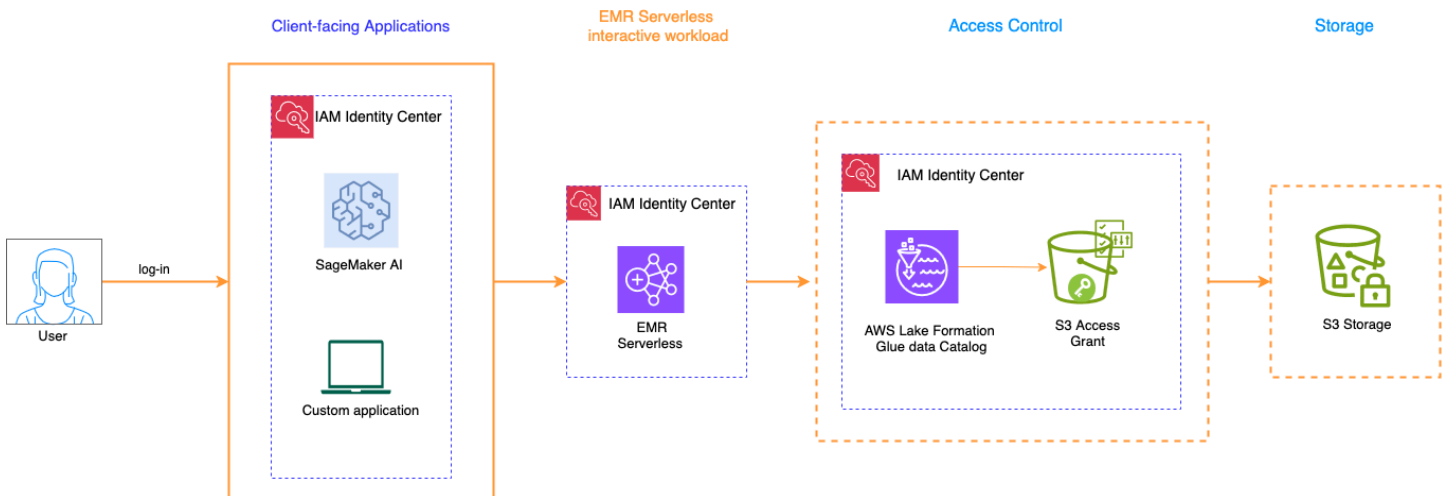 Client-facing Applications
EMR Serverless
interactive workload
Access Control
Storage
IAM Identity Center
SageMaker AI
Custom application
log-in
User
IAM Identity Center
EMR
Serverless
IAM Identity Center
AWS Lake Formation
Glue data Catalog
S3 Access
Grant
S3 Storage